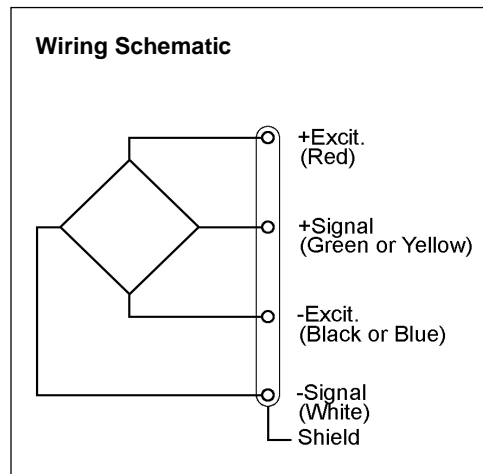 Wiring Schematic
+Excit.
(Red)
+Signal
(Green or Yellow)
-Excit.
(Black or Blue)
-Signal
(White)
Shield